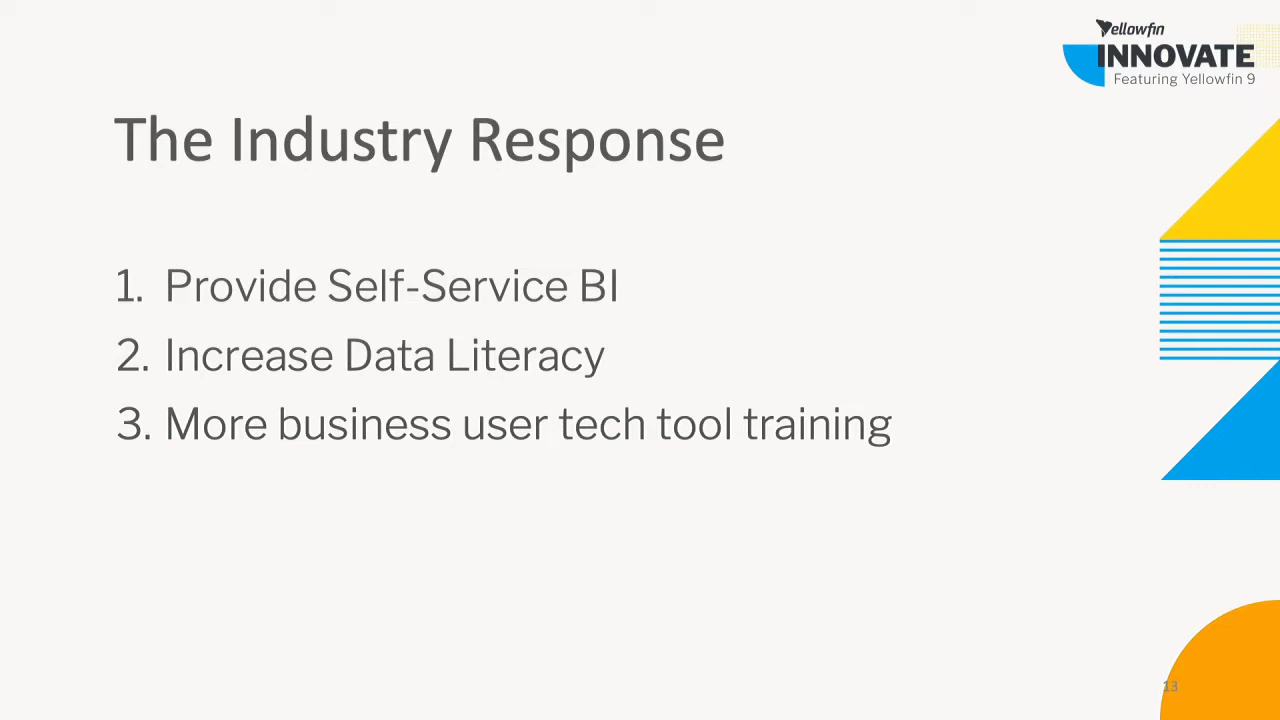 Yellowfin
INNOVATE
Featuring Yellowfin 9
The Industry Response
1. Provide Self-Service BI
2. Increase Data Literacy
3. More business user tech tool training
13